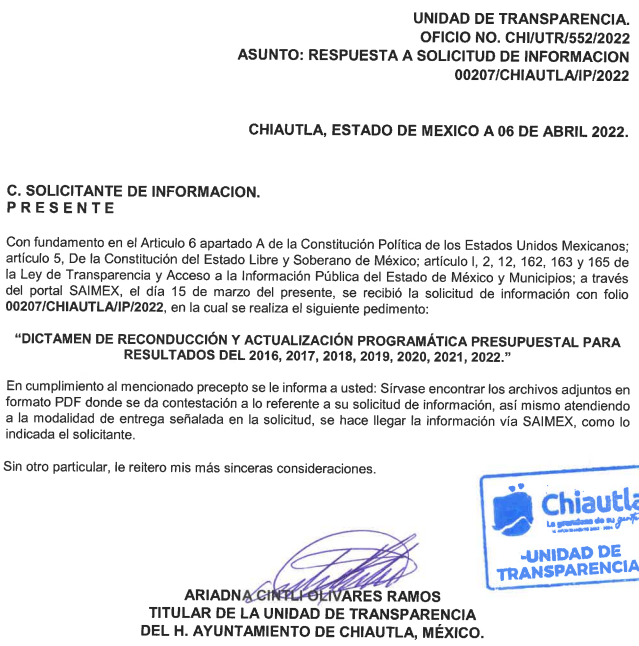 UNIDAD DE TRANSPARENCIA.
OFICIO NO. CHI/UTR/552/2022
ASUNTO: RESPUESTA A SOLICITUD DE INFORMACION
00207/CHIAUTLA/IP/2022
CHIAUTLA, ESTADO DE MEXICO A 06 DE ABRIL 2022.
C. SOLICITANTE DE INFORMACION.
P R E S E N T E
Con fundamento en el Articulo 6 apartado A de la Constitución Política de los Estados Unidos Mexicanos;
artículo 5, De la Constitución del Estado Libre y Soberano de México; artículo I, 2, 12, 162, 163 y 165 de
la Ley de Transparencia y Acceso a la Información Pública del Estado de México y Municipios; a través
del portal SAIMEX, el día 15 de marzo del presente, se recibió la solicitud de información con folio
00207/CHIAUTLA/IP/2022, en la cual se realiza el siguiente pedimento:
“DICTAMEN DE RECONDUCCIÓN Y ACTUALIZACIÓN PROGRAMÁTICA PRESUPUESTAL PARA
RESULTADOS DEL 2016, 2017, 2018, 2019, 2020, 2021, 2022.”
En cumplimiento al mencionado precepto se le informa a usted: Sírvase encontrar los archivos adjuntos en
formato PDF donde se da contestación a lo referente a su solicitud de información, así mismo atendiendo
a la modalidad de entrega señalada en la solicitud, se hace llegar la información vía SAIMEX, como lo
indicada el solicitante.
Sin otro particular, le reitero mis más sinceras consideraciones.
Chiautla
La grandeza de su gente
-UNIDAD DE
TRANSPARENCIA
ARIADNA CINTLI OLIVARES RAMOS
TITULAR DE LA UNIDAD DE TRANSPARENCIA
DEL H. AYUNTAMIENTO DE CHIAUTLA, MÉXICO.